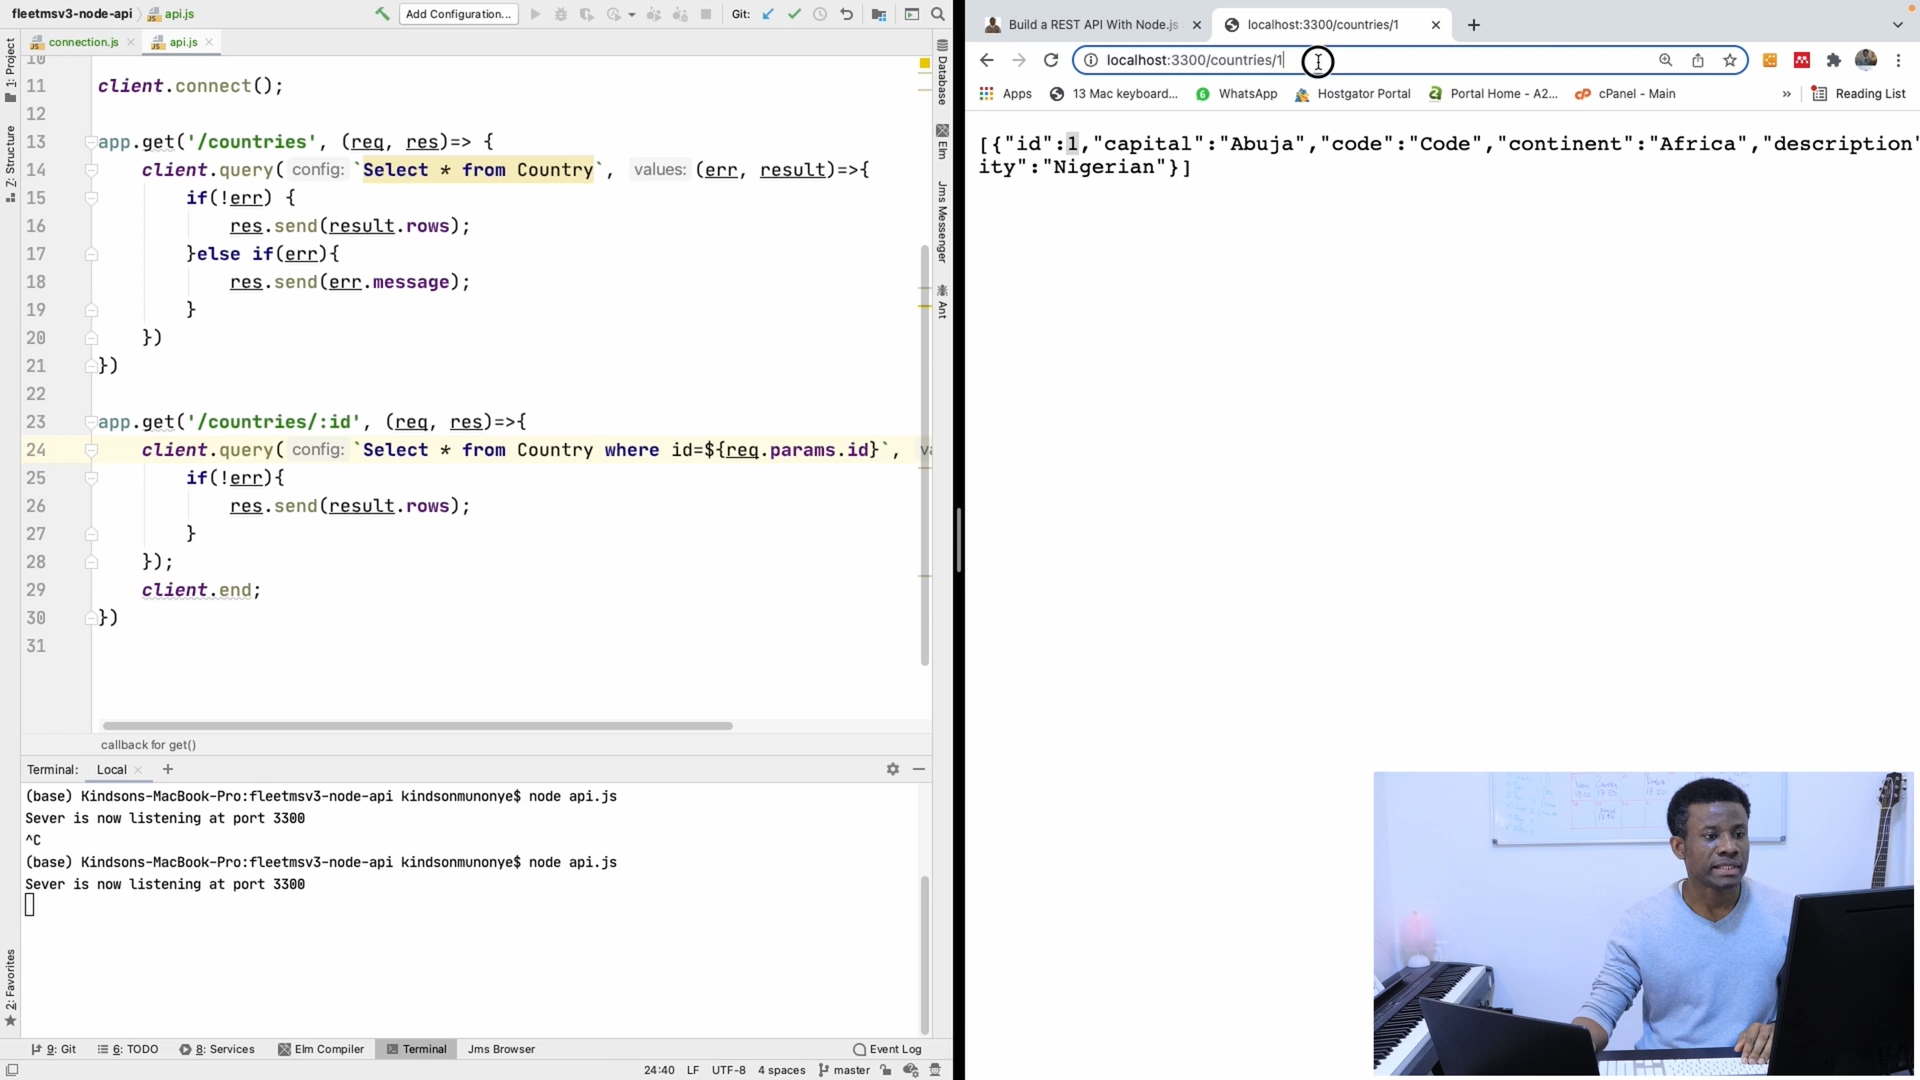 fleetmsv3-node-api
api.js
Add Configuration...
Git:
Build a REST API With Node.js
localhost:3300/countries/1
connection.js
api.js
localhost:3300/countries/1
Apps
13 Mac keyboard...
WhatsApp
Hostgator Portal
Portal Home - A2...
cPanel - Main
»
Reading List
1: Project
Z: Structure
2: Favorites
Database
Elm
Jms Messenger
Ant
10
11 client.connect();
12
13 app.get('/countries', (req, res)=> {
14 client.query( config: `Select * from Country`, values: (err, result)=>{
15 if(!err) {
16 res.send(result.rows);
17 }else if(err){
18 res.send(err.message);
19 }
20 })
21 })
22
23 app.get('/countries/:id', (req, res)=>{
24 client.query( config: `Select * from Country where id=${req.params.id}`,
25 if(!err){
26 res.send(result.rows);
27 }
28 });
29 client.end;
30 })
31
callback for get()
[{"id":1,"capital":"Abuja","code":"Code","continent":"Africa","description"
ity":"Nigerian"}]
Terminal: Local
(base) Kindsons-MacBook-Pro:fleetmsv3-node-api kindsonmunonye$ node api.js
Sever is now listening at port 3300
^C
(base) Kindsons-MacBook-Pro:fleetmsv3-node-api kindsonmunonye$ node api.js
Sever is now listening at port 3300
9: Git
6: TODO
8: Services
Elm Compiler
Terminal
Jms Browser
Event Log
24:40 LF UTF-8 4 spaces master